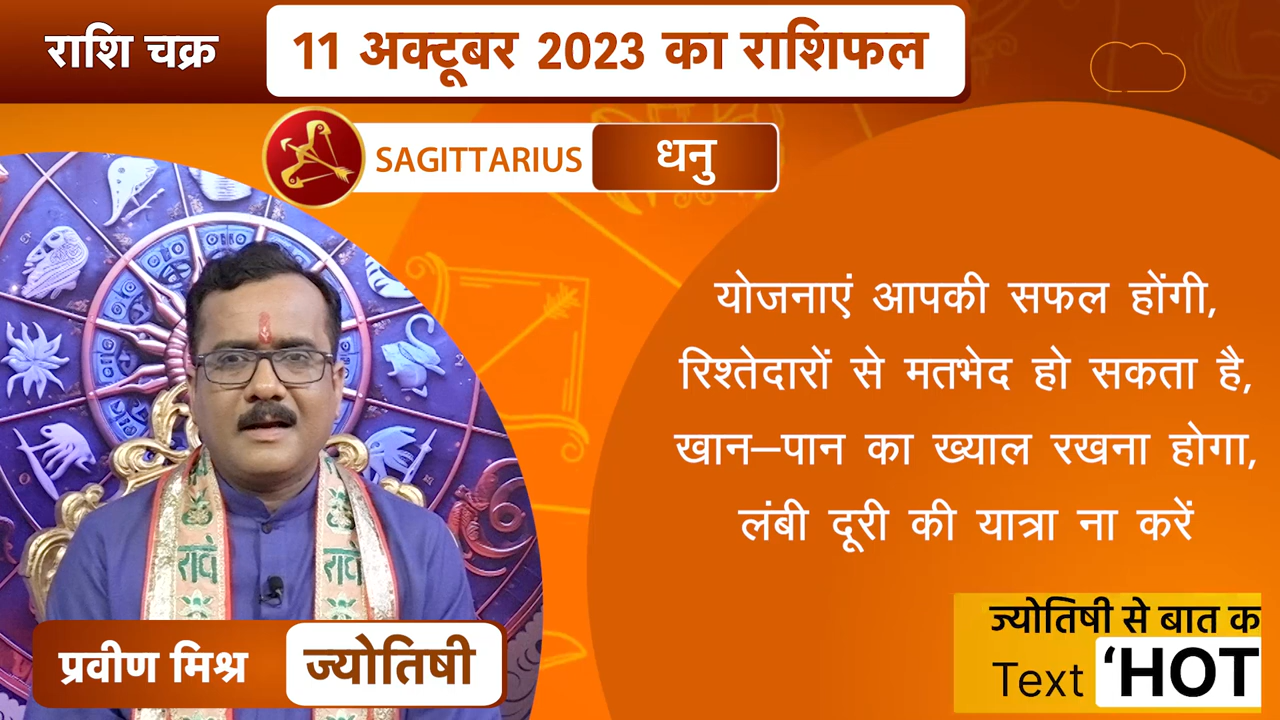 राशि चक्र
11 अक्टूबर 2023 का राशिफल
SAGITTARIUS धनु
योजनाएं आपकी सफल होंगी,
रिश्तेदारों से मतभेद हो सकता है,
खान–पान का ख्याल रखना होगा,
लंबी दूरी की यात्रा ना करें
प्रवीण मिश्र ज्योतिषी
ज्योतिषी से बात क
Text ‘HOT